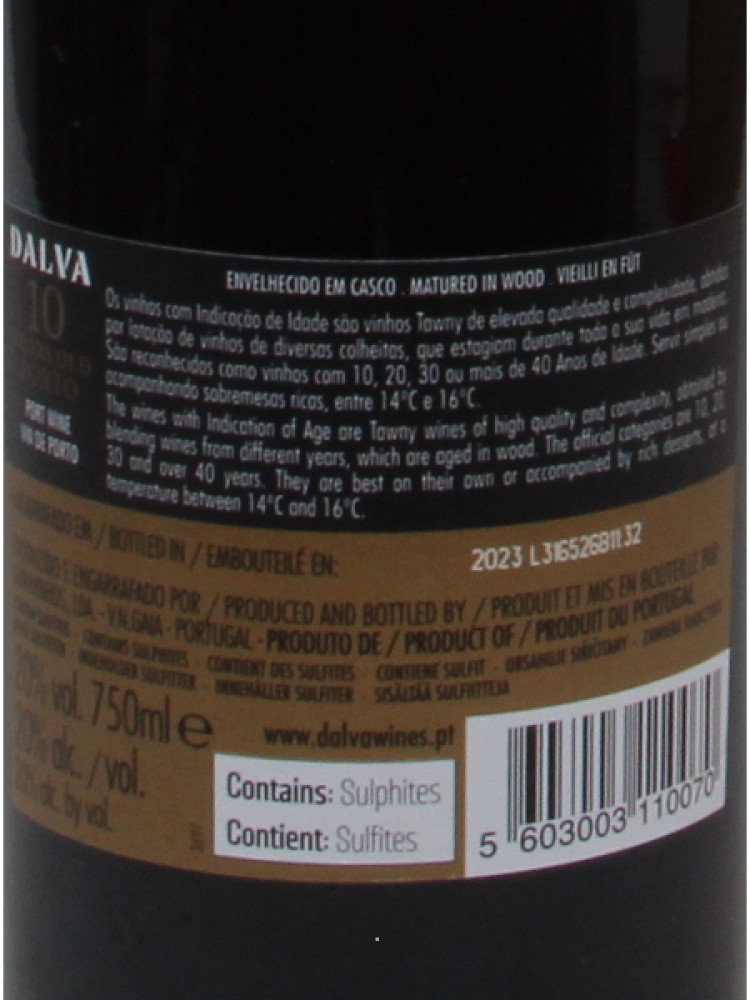 DALVA
10
PORTO
PORT WINE
VIN DE PORTO
ENVELHECIDO EM CASCO . MATURED IN WOOD . VIEILLI EN FÛT
Os vinhos com Indicação de Idade são vinhos Tawny de elevada qualidade e complexidade, obtidos
por lotação de vinhos de diversas colheitas, que estagiam durante toda a sua vida em madeira.
São reconhecidos como vinhos com 10, 20, 30 ou mais de 40 Anos de Idade. Servir simples ou
acompanhando sobremesas ricas, entre 14°C e 16°C.
The wines with Indication of Age are Tawny wines of high quality and complexity, obtained by
blending wines from different years, which are aged in wood. The official categories are 10, 20,
30 and over 40 years. They are best on their own or accompanied by rich desserts, at a
temperature between 14°C and 16°C.
EM / BOTTLED IN / EMBOUTEILÉ EN: 2023 L316526811:32
E ENGARRAFADO POR / PRODUCED AND BOTTLED BY / PRODUIT ET MIS EN BOUTEILLE PAR:
LDA. - V.N.GAIA - PORTUGAL - PRODUTO DE / PRODUCT OF / PRODUIT DU PORTUGAL
CONTAINS SULPHITES - CONTIENT DES SULFITES - CONTIENE SULFIT - OBSAHUJE
INNEHÅLLER SULFITER - SISÄLTÄÄ SULFIITTEJA
20% vol. 750ml e
20% alc. / vol.
20% alc. by vol.
www.dalvawines.pt
Contains: Sulphites
Contient: Sulfites
5 603003 110070